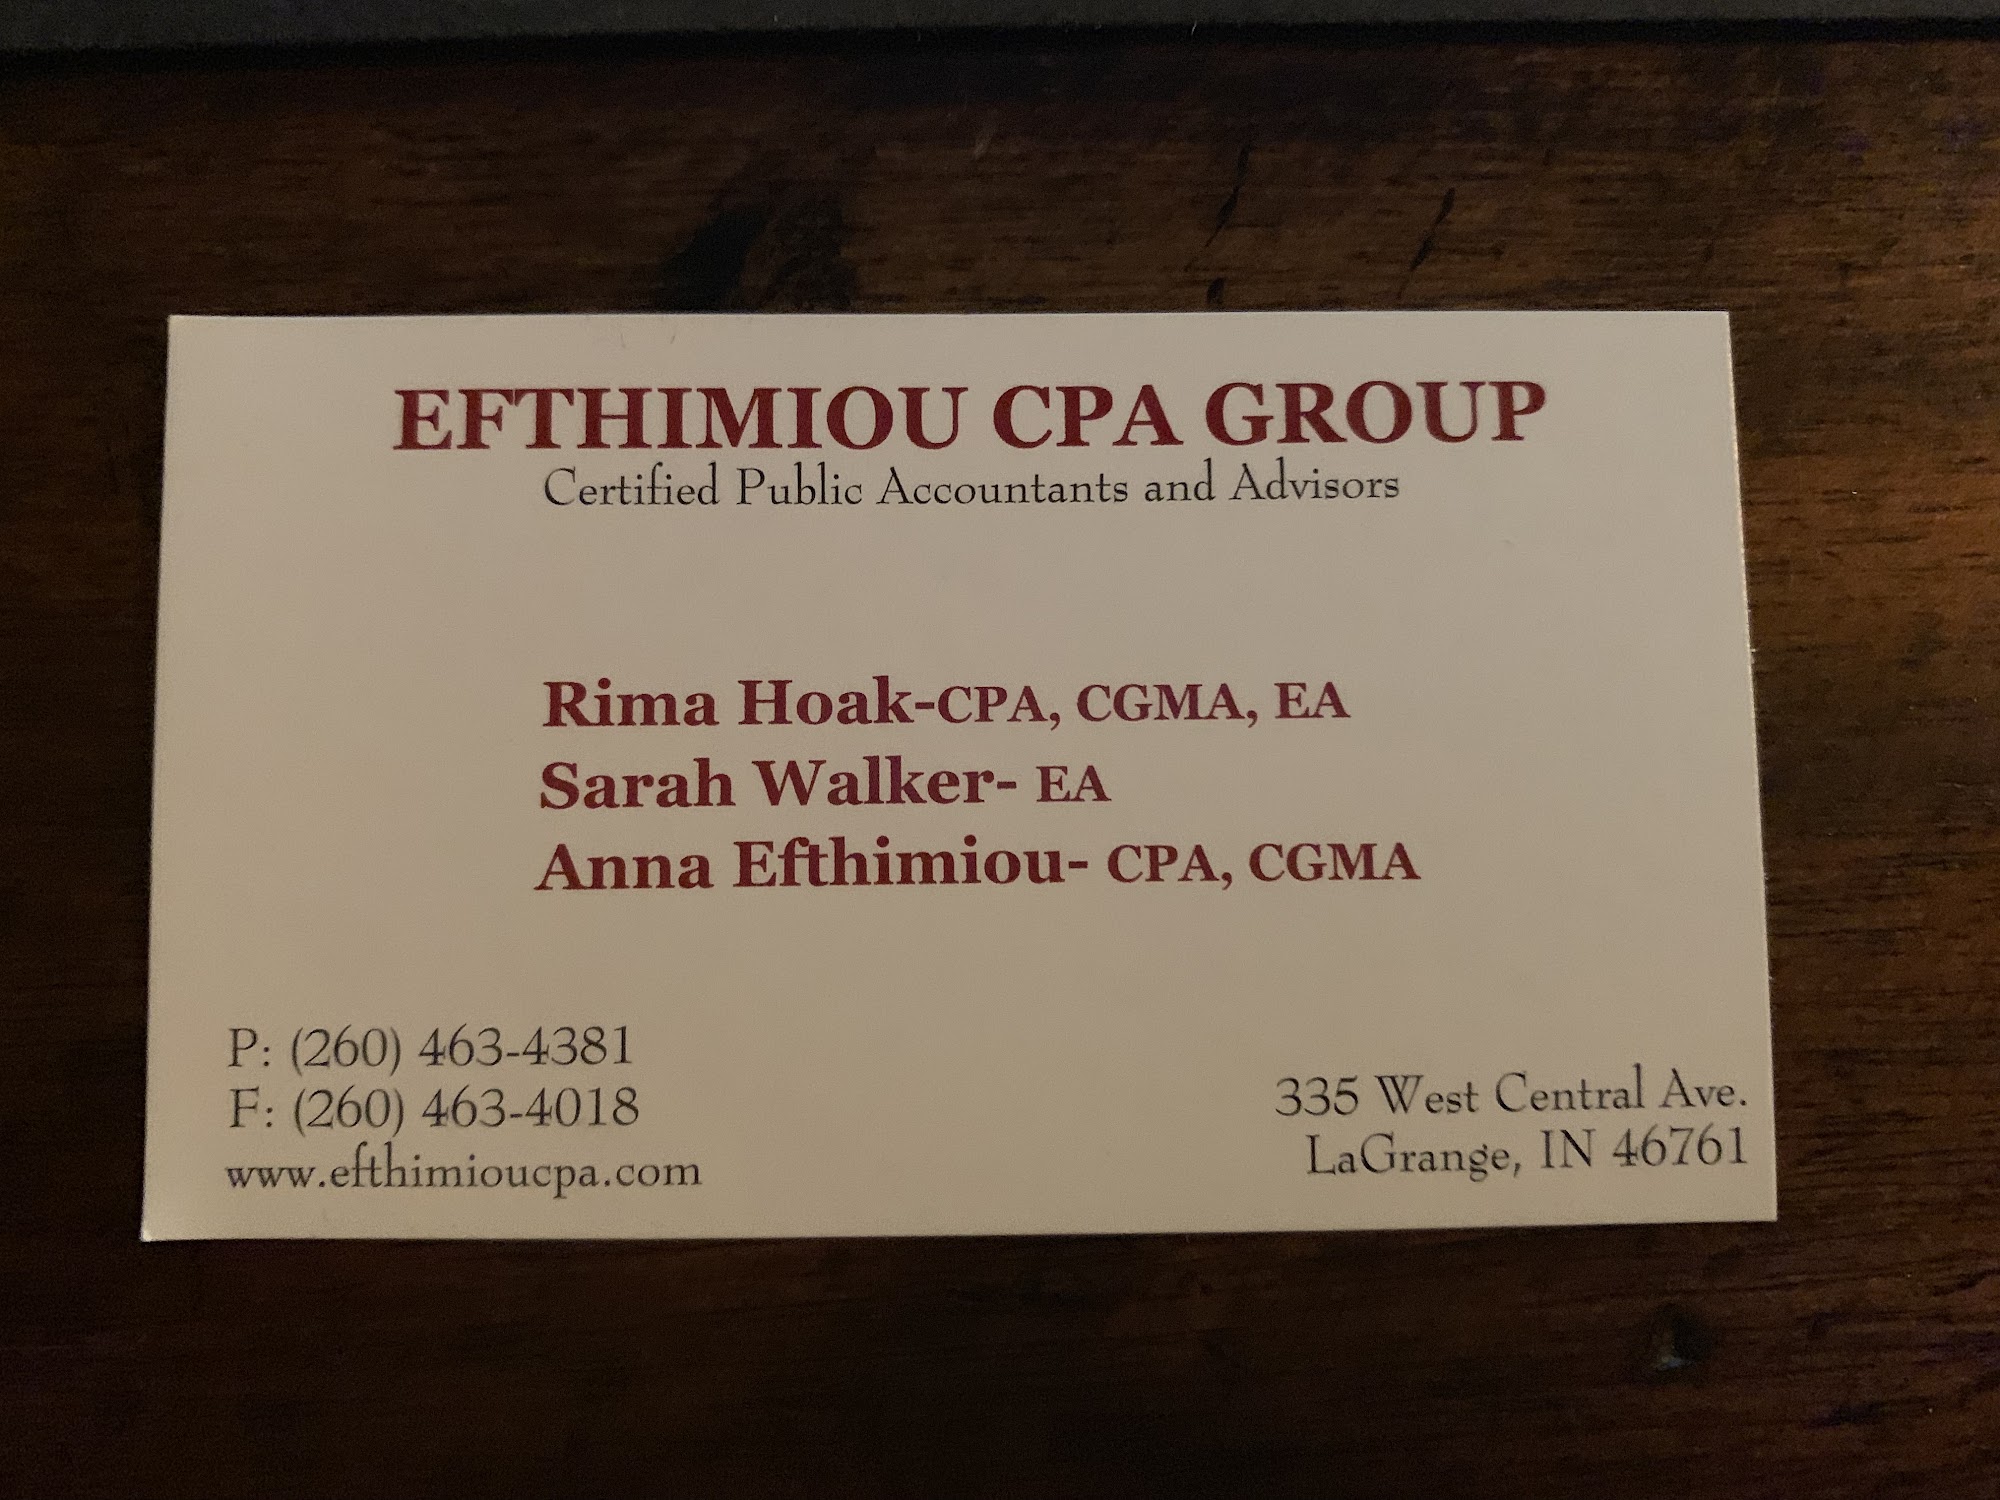 EFTHIMIOU CPA GROUP
Certified Public Accountants and Advisors
Rima Hoak-CPA, CGMA, EA
Sarah Walker- EA
Anna Efthimiou- CPA, CGMA
P: (260) 463-4381
F: (260) 463-4018
www.efthimioucpa.com
335 West Central Ave.
LaGrange, IN 46761